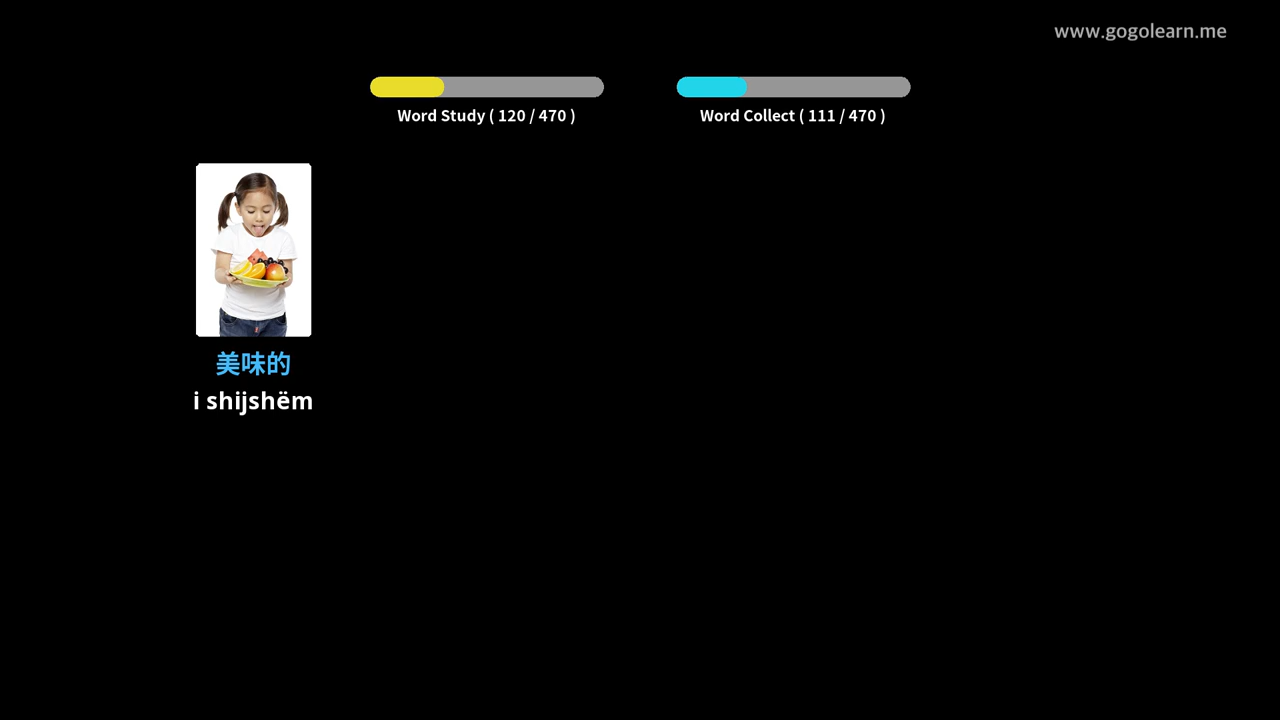 www.gogolearn.me
Word Study ( 120 / 470 )
Word Collect ( 111 / 470 )
美味的
i shijshëm